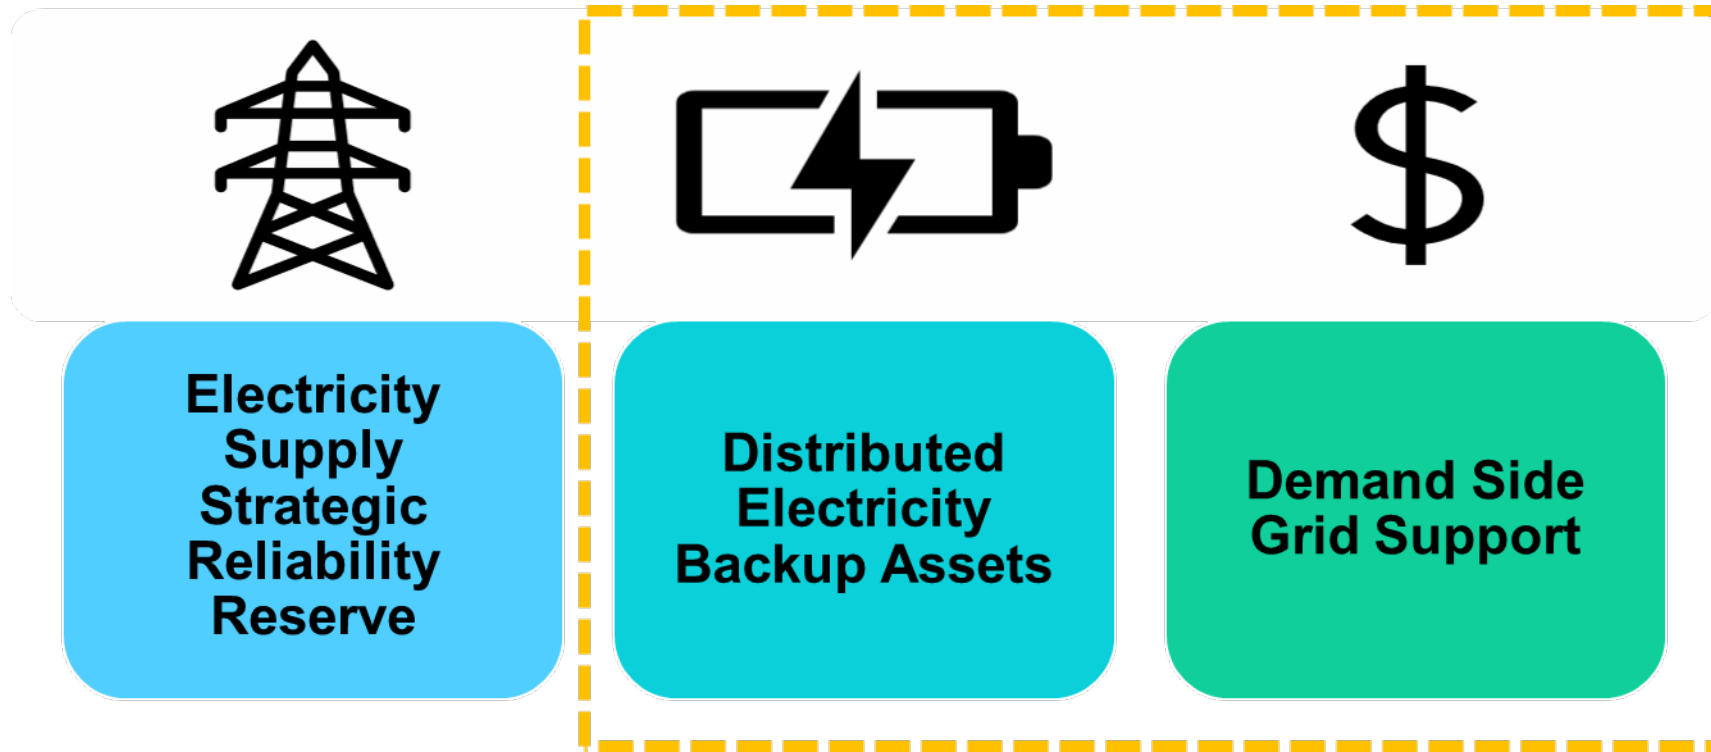 Electricity
Supply
Strategic
Reliability
Reserve
Distributed
Electricity
Backup Assets
Demand Side
Grid Support